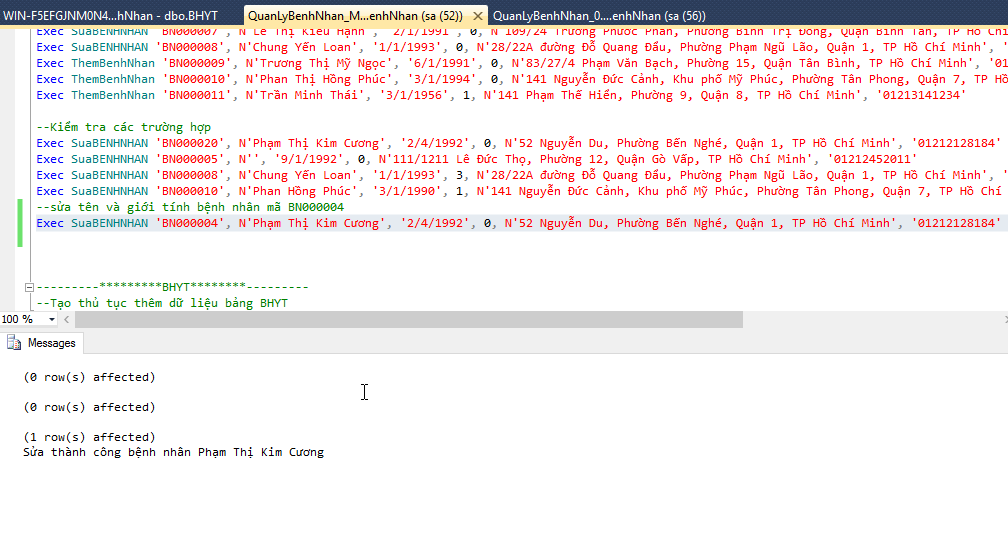 WIN-F5EFGJNM0N4...hNhan - dbo.BHYT QuanLyBenhNhan_M...enhNhan (sa (52)) QuanLyBenhNhan_0....enhNhan (sa (56))
Exec SuaBENHNHAN 'BN000007', N'Lê Thị Kiều Hạnh', '2/1/1991', 0, N'109/24 Trương Phước Phan, Phường Bình Trị Đông, Quận Bình Tân, TP Hồ Chí
Exec SuaBENHNHAN 'BN000008', N'Chung Yến Loan', '1/1/1993', 0, N'28/22A đường Đỗ Quang Đẩu, Phường Phạm Ngũ Lão, Quận 1, TP Hồ Chí Minh', '0
Exec ThemBenhNhan 'BN000009', N'Trương Thị Mỹ Ngọc', '6/1/1991', 0, N'83/27/4 Phạm Văn Bạch, Phường 15, Quận Tân Bình, TP Hồ Chí Minh', '01
Exec ThemBenhNhan 'BN000010', N'Phan Thị Hồng Phúc', '3/1/1994', 0, N'141 Nguyễn Đức Cảnh, Khu phố Mỹ Phúc, Phường Tân Phong, Quận 7, TP H
Exec ThemBenhNhan 'BN000011', N'Trần Minh Thái', '3/1/1956', 1, N'141 Phạm Thế Hiển, Phường 9, Quận 8, TP Hồ Chí Minh', '01213141234'
--Kiểm tra các trường hợp
Exec SuaBENHNHAN 'BN000020', N'Phạm Thị Kim Cương', '2/4/1992', 0, N'52 Nguyễn Du, Phường Bến Nghé, Quận 1, TP Hồ Chí Minh', '01212128184'
Exec SuaBENHNHAN 'BN000005', N'', '9/1/1992', 0, N'111/1211 Lê Đức Thọ, Phường 12, Quận Gò Vấp, TP Hồ Chí Minh', '01212452011'
Exec SuaBENHNHAN 'BN000008', N'Chung Yến Loan', '1/1/1993', 3, N'28/22A đường Đỗ Quang Đẩu, Phường Phạm Ngũ Lão, Quận 1, TP Hồ Chí Minh', '0
Exec SuaBENHNHAN 'BN000010', N'Phan Hồng Phúc', '3/1/1990', 1, N'141 Nguyễn Đức Cảnh, Khu phố Mỹ Phúc, Phường Tân Phong, Quận 7, TP Hồ Chí
--sửa tên và giới tính bệnh nhân mã BN000004
Exec SuaBENHNHAN 'BN000004', N'Phạm Thị Kim Cương', '2/4/1992', 0, N'52 Nguyễn Du, Phường Bến Nghé, Quận 1, TP Hồ Chí Minh', '01212128184'
---------*********BHYT********---------
--Tạo thủ tục thêm dữ liệu bảng BHYT
100 %
Messages
(0 row(s) affected)
(0 row(s) affected)
(1 row(s) affected)
Sửa thành công bệnh nhân Phạm Thị Kim Cương